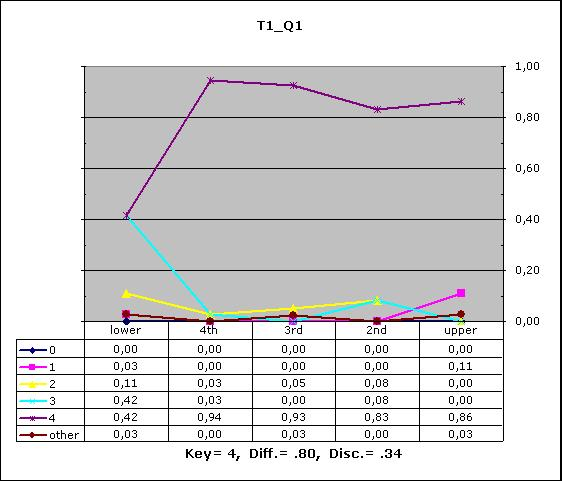 T1_Q1
1,00
0,80
0,60
0,40
0,20
0,00
lower 4th 3rd 2nd upper
0 0,00 0,00 0,00 0,00 0,00
1 0,03 0,00 0,00 0,00 0,11
2 0,11 0,03 0,05 0,08 0,00
3 0,42 0,03 0,00 0,08 0,00
4 0,42 0,94 0,93 0,83 0,86
other 0,03 0,00 0,03 0,00 0,03
Key= 4, Diff.= .80, Disc.= .34